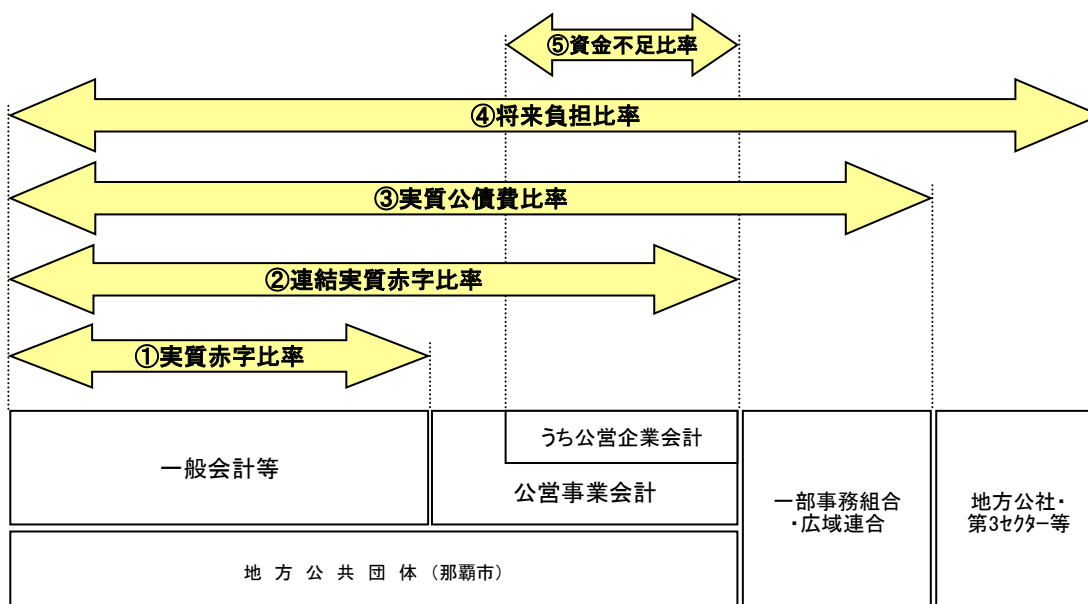 ⑤資金不足比率
④将来負担比率
③実質公債費比率
②連結実質赤字比率
①実質赤字比率
うち公営企業会計
一般会計等
公営事業会計
一部事務組合
・広域連合
地方公社・
第3ｾｸﾀｰ等
地 方 公 共 団 体 （那覇市）